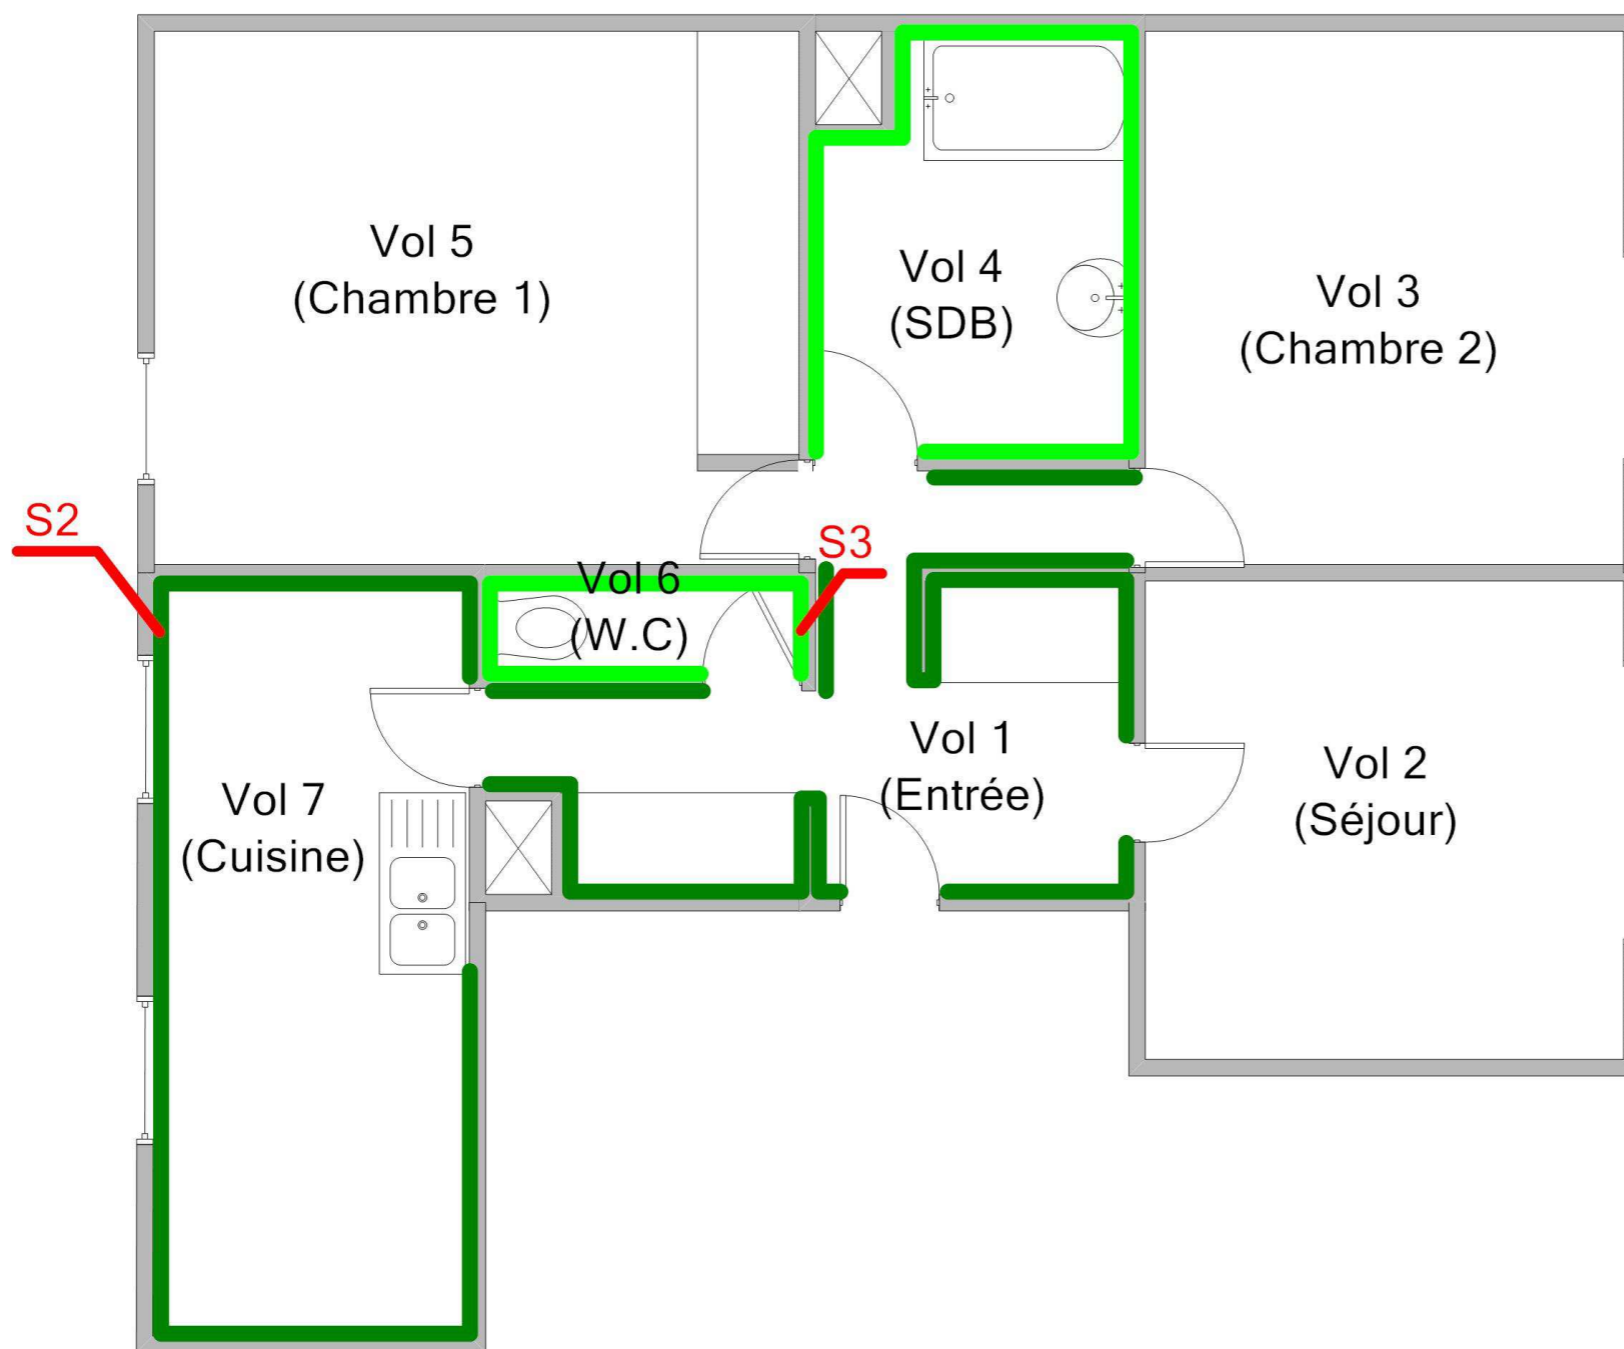 Vol 5
(Chambre 1)
Vol 4
(SDB)
Vol 3
(Chambre 2)
S2
S3
Vol 6
(W.C)
Vol 1
(Entrée)
Vol 2
(Séjour)
Vol 7
(Cuisine)